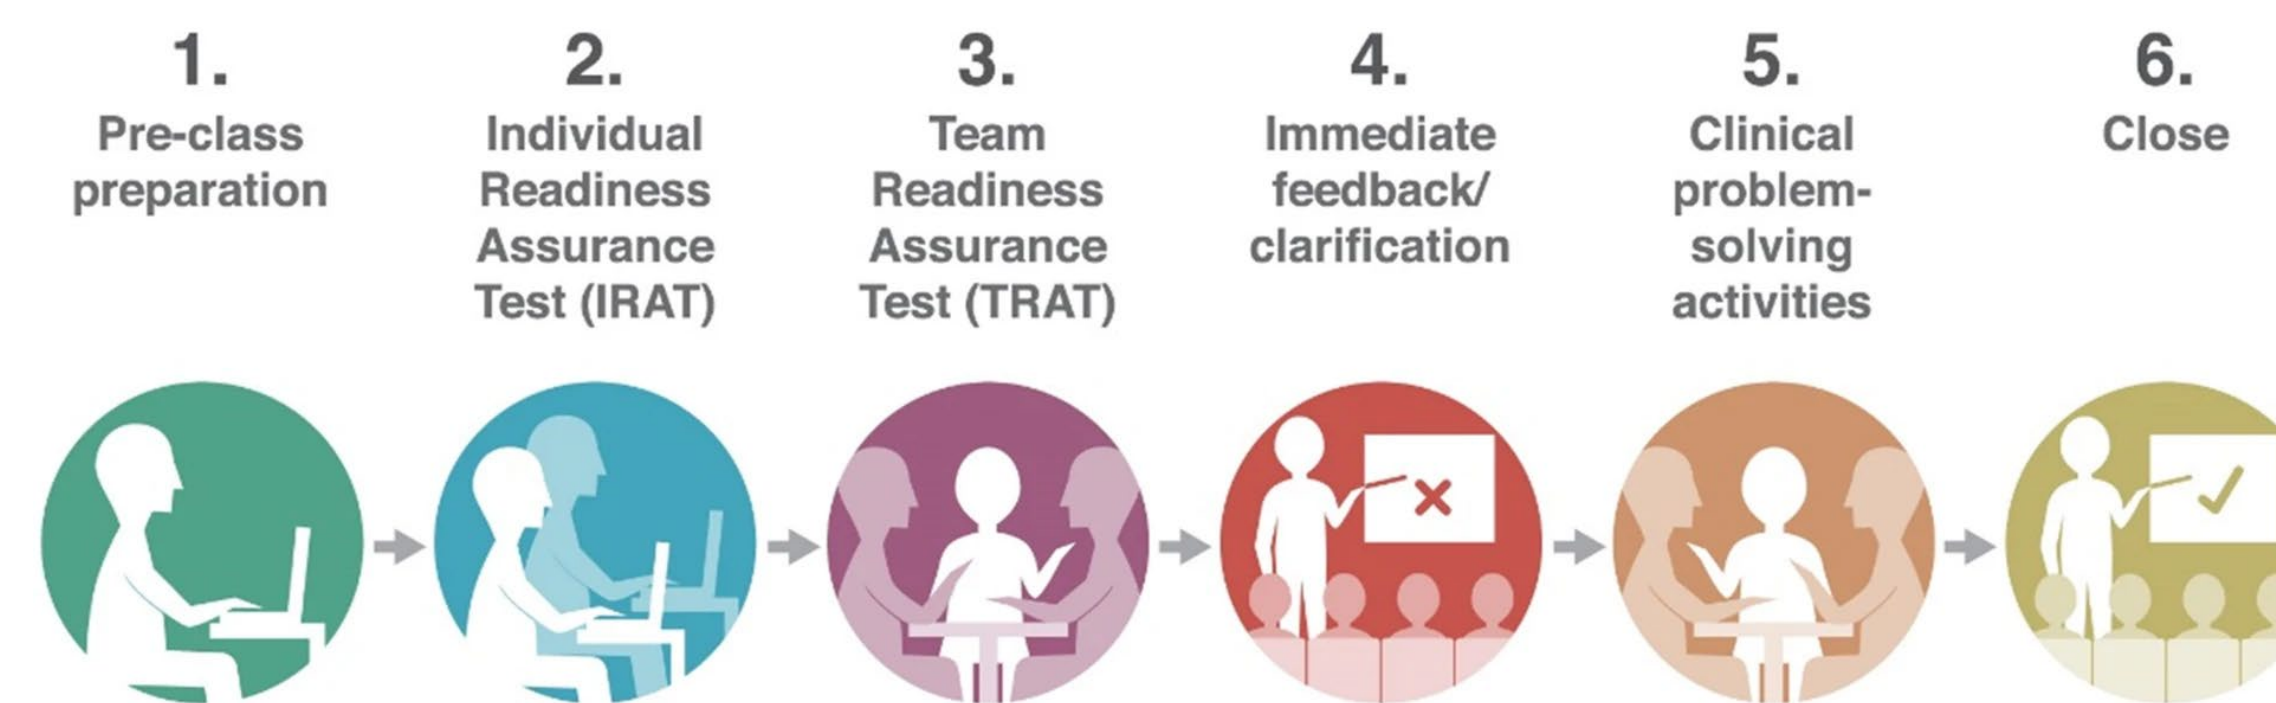 1.
Pre-class
preparation
2.
Individual
Readiness
Assurance
Test (IRAT)
3.
Team
Readiness
Assurance
Test (TRAT)
4.
Immediate
feedback/
clarification
5.
Clinical
problem-
solving
activities
6.
Close